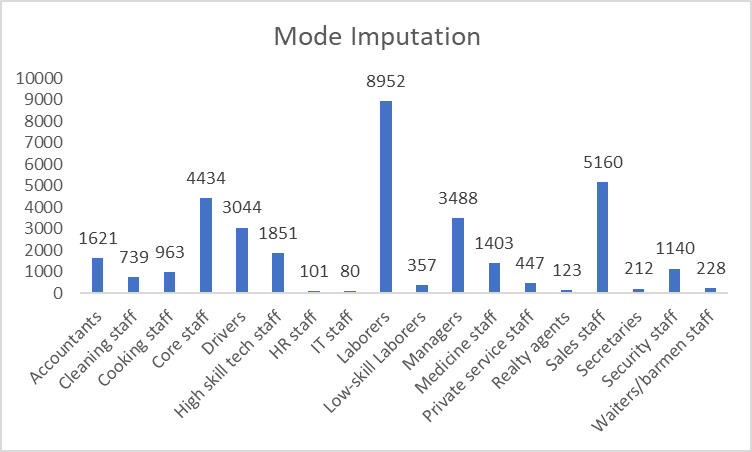 Mode Imputation
10000
9000
8000
7000
6000
5000
4000
3000
2000
1000
0
1621
739
963
4434
3044
1851
101
80
8952
357
3488
1403
447
123
5160
212
1140
228
Accountants
Cleaning staff
Cooking staff
Core staff
Drivers
High skill tech staff
HR staff
IT staff
Laborers
Low-skill Laborers
Managers
Medicine staff
Private service staff
Realty agents
Sales staff
Secretaries
Security staff
Waiters/barmen staff